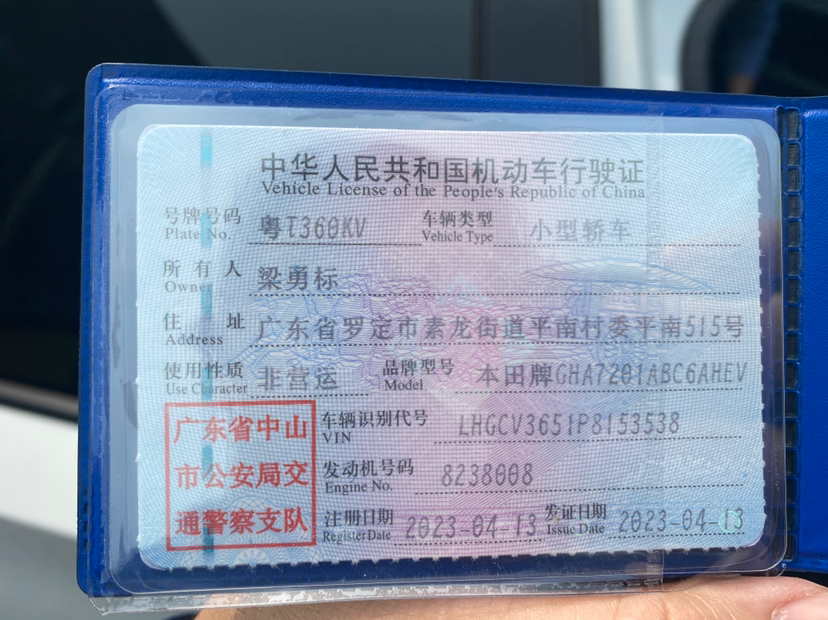 中华人民共和国机动车行驶证
Vehicle License of the People's Republic of China
号牌号码 Plate No. 粤T360KV 车辆类型 Vehicle Type 小型轿车
所有人 Owner 梁勇标
住址 Address 广东省罗定市素龙街道平南村委平南515号
使用性质 Use Character 非营运 品牌型号 Model 本田牌GHA7201ABC6AHEV
广东省中山
市公安局交
通警察支队
车辆识别代号 VIN LHGCV3651P8153538
发动机号码 Engine No. 8238008
注册日期 Register Date 2023-04-13 发证日期 Issue Date 2023-04-13